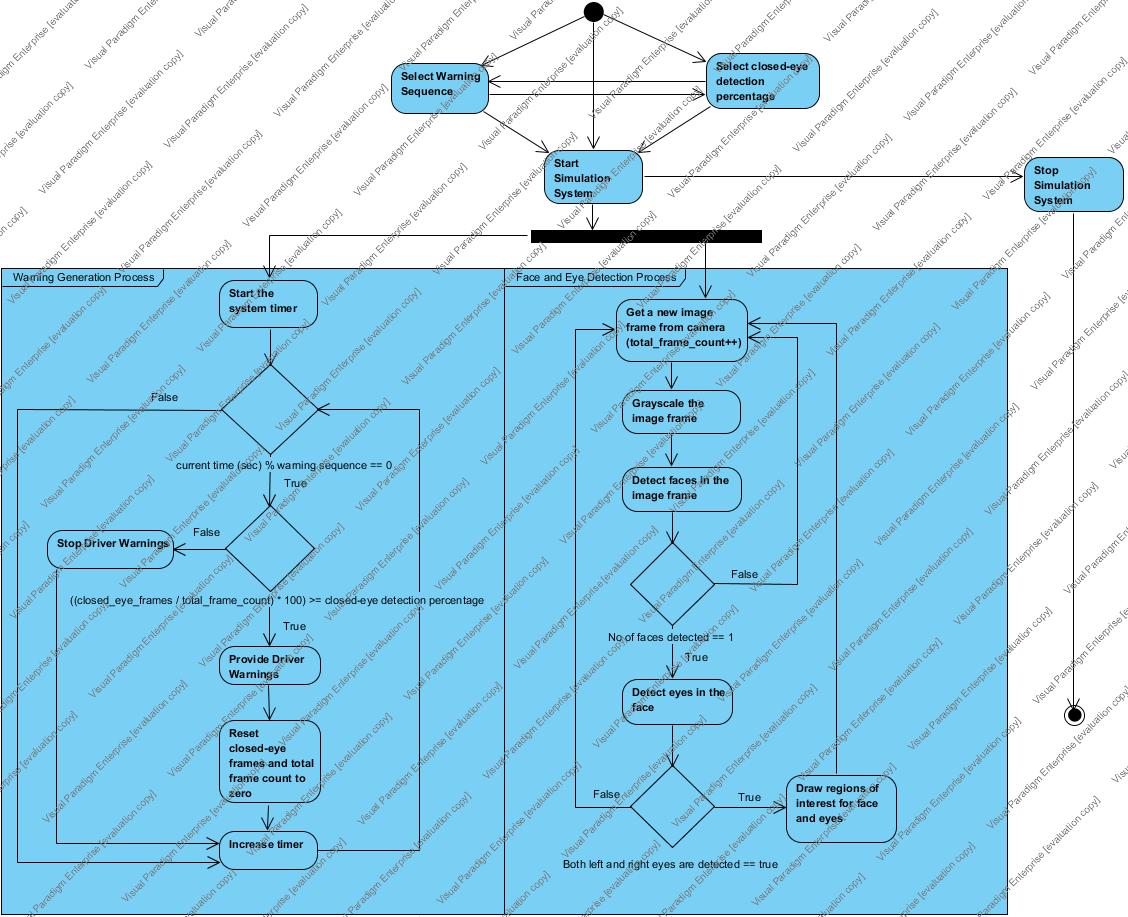 Select Warning
Sequence
Select closed-eye
detection
percentage
Start
Simulation
System
Stop
Simulation
System
Warning Generation Process
Face and Eye Detection Process
Start the
system timer
Get a new image
frame from camera
(total_frame_count++)
False
Grayscale the
image frame
current time (sec) % warning sequence == 0
True
Detect faces in the
image frame
False
Stop Driver Warnings
False
((closed_eye_frames / total_frame_count) * 100) >= closed-eye detection percentage
True
No of faces detected == 1
True
Provide Driver
Warnings
Detect eyes in the
face
Reset
closed-eye
frames and total
frame count to
zero
False
True
Draw regions of
interest for face
and eyes
Increase timer
Both left and right eyes are detected == true
Visual Paradigm Enterprise [evaluation copy]